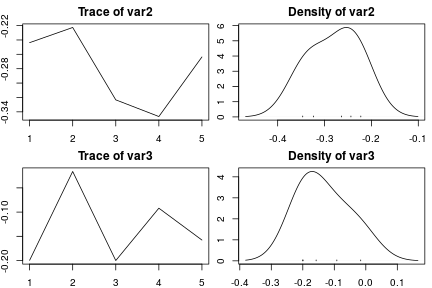 Trace of var2
-0.22
-0.28
-0.34
1 2 3 4 5
Density of var2
6
5
4
3
2
1
0
-0.4 -0.3 -0.2 -0.1
Trace of var3
-0.10
-0.20
1 2 3 4 5
Density of var3
4
3
2
1
0
-0.4 -0.3 -0.2 -0.1 0.0 0.1